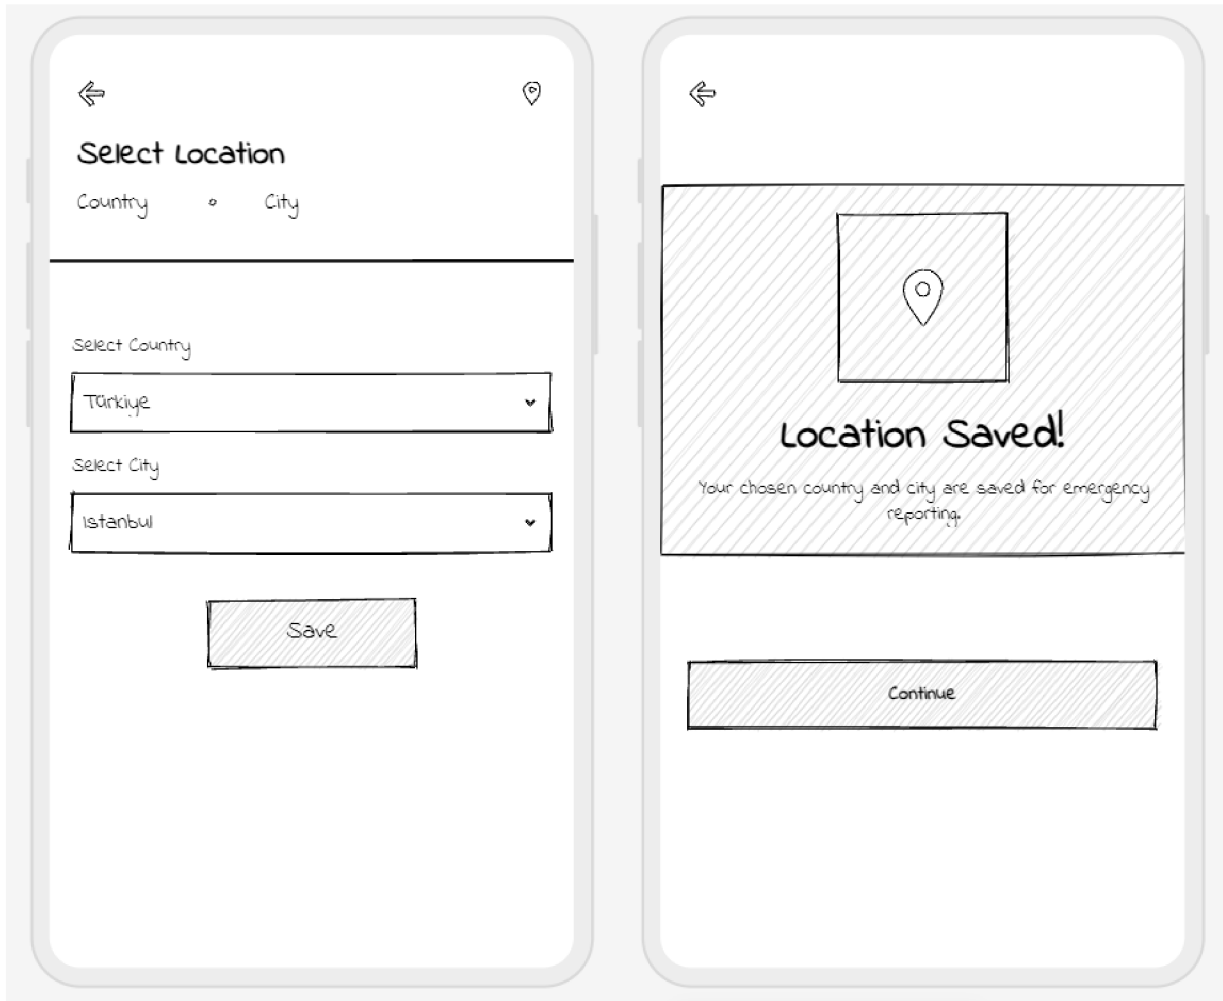 Select Location
Country
City
Select Country
Türkiye
Select City
Istanbul
Save
Location Saved!
Your chosen country and city are saved for emergency
reporting.
Continue